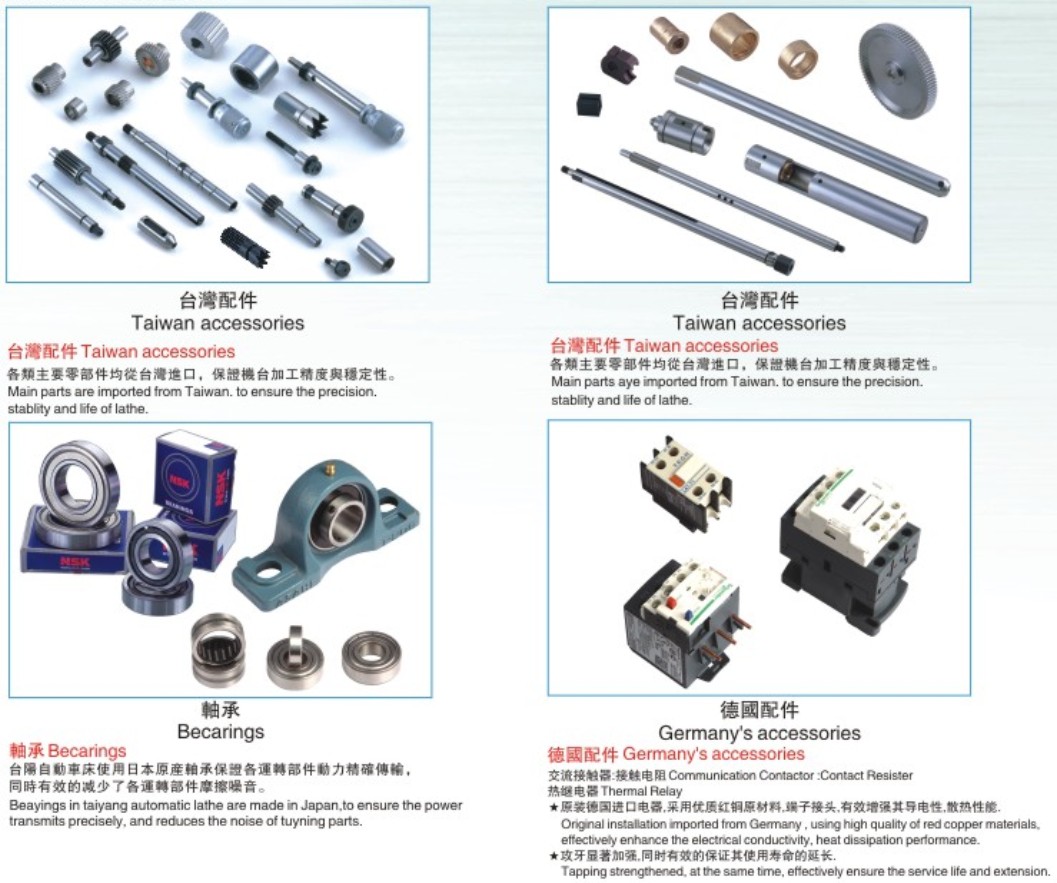 台灣配件
Taiwan accessories
台灣配件 Taiwan accessories
各類主要零部件均從台灣進口，保證機台加工精度與穩定性。
Main parts are imported from Taiwan. to ensure the precision.
stablity and life of lathe.
台灣配件
Taiwan accessories
台灣配件 Taiwan accessories
各類主要零部件均從台灣進口，保證機台加工精度與穩定性。
Main parts aye imported from Taiwan. to ensure the precision.
stablity and life of lathe.
NSK
BEARINGS
NSK
NSK
軸承
Becarings
軸承 Becarings
台陽自動車床使用日本原產軸承保證各運轉部件動力精確傳輸，
同時有效的减少了各運轉部件摩擦噪音。
Beayings in taiyang automatic lathe are made in Japan,to ensure the power
transmits precisely, and reduces the noise of tuyning parts.
德國配件
Germany's accessories
德國配件 Germany's accessories
交流接触器:接触电阻 Communication Contactor :Contact Resister
热继电器 Thermal Relay
★原装德国进口电器,采用优质红铜原材料,端子接头,有效增强其导电性,散热性能.
Original installation imported from Germany , using high quality of red copper materials,
effectively enhance the electrical conductivity, heat dissipation performance.
★攻牙显著加强,同时有效的保证其使用寿命的延长.
Tapping strengthened, at the same time, effectively ensure the service life and extension.